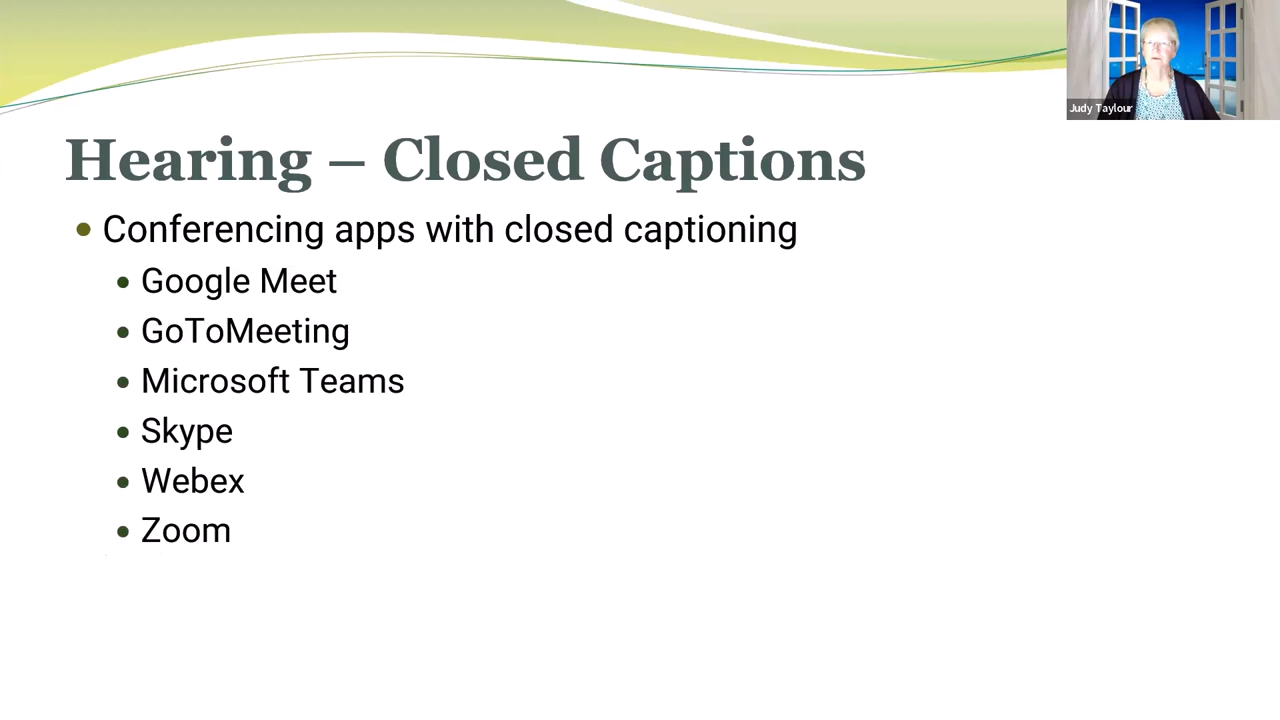 Judy Taylour
Hearing – Closed Captions
Conferencing apps with closed captioning
Google Meet
GoToMeeting
Microsoft Teams
Skype
Webex
Zoom